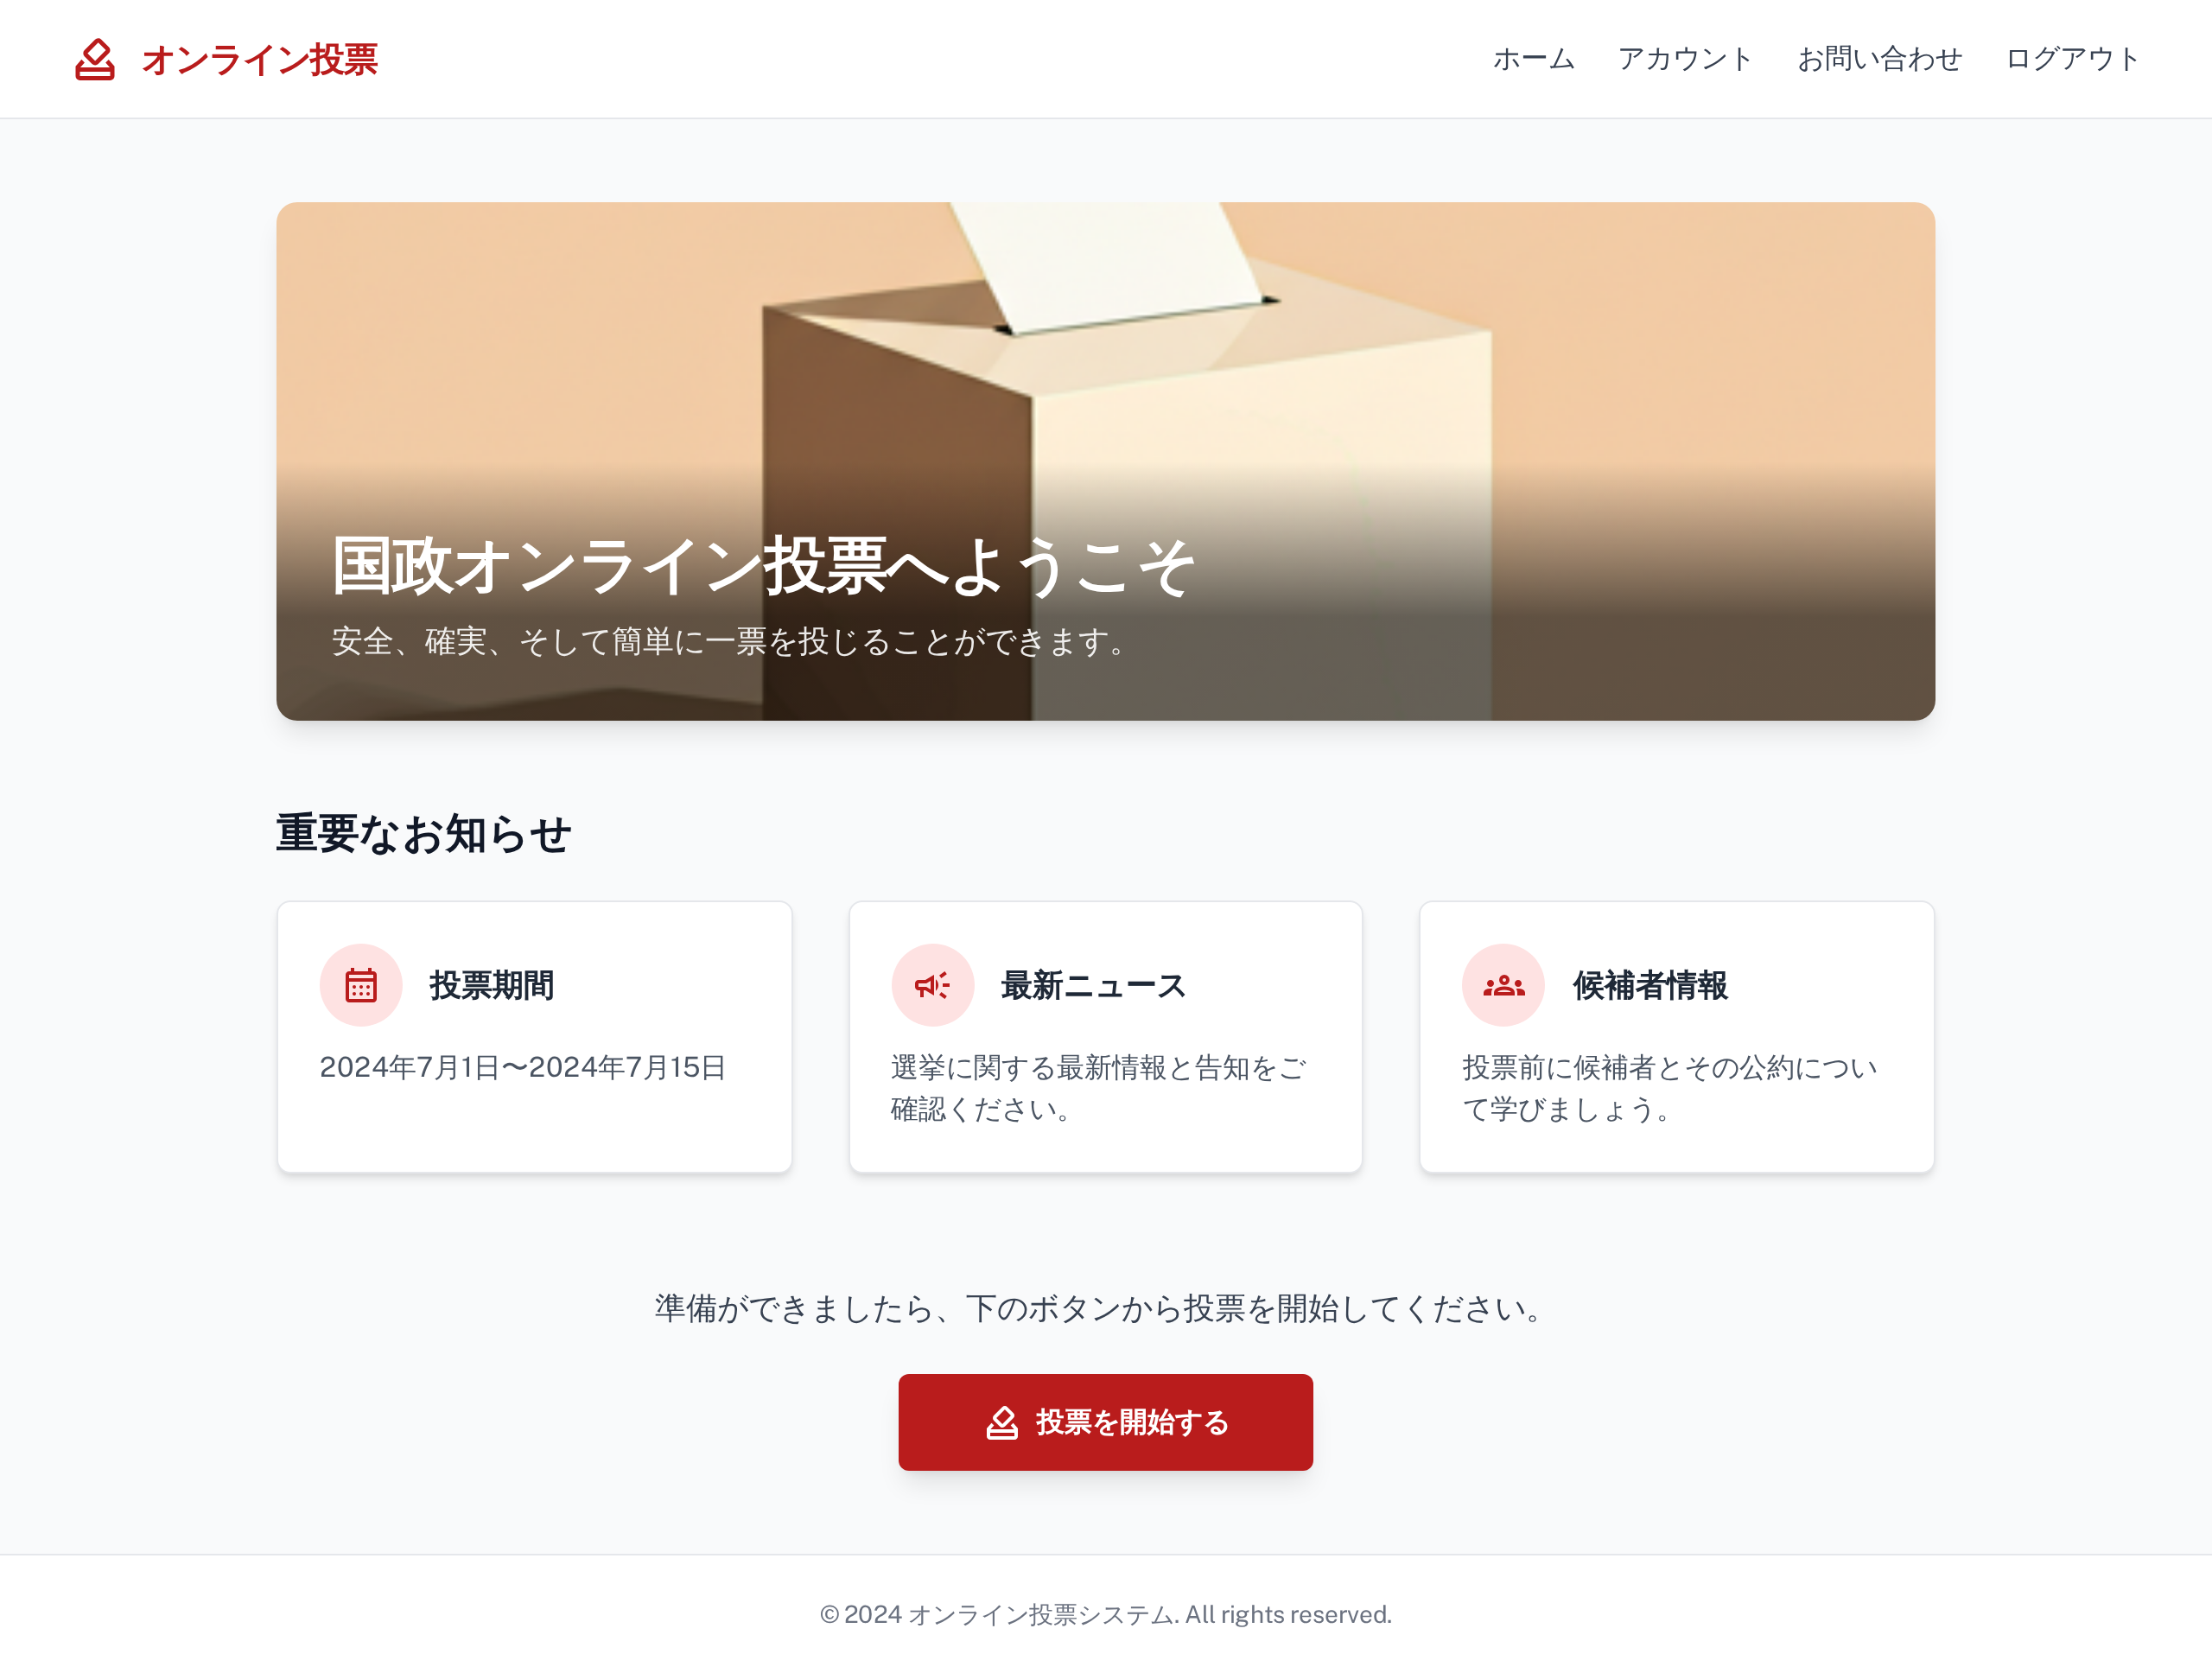 オンライン投票
ホーム アカウント お問い合わせ ログアウト
国政オンライン投票へようこそ
安全、確実、そして簡単に一票を投じることができます。
重要なお知らせ
投票期間
2024年7月1日〜2024年7月15日
最新ニュース
選挙に関する最新情報と告知をご
確認ください。
候補者情報
投票前に候補者とその公約につい
て学びましょう。
準備ができましたら、下のボタンから投票を開始してください。
投票を開始する
© 2024 オンライン投票システム. All rights reserved.